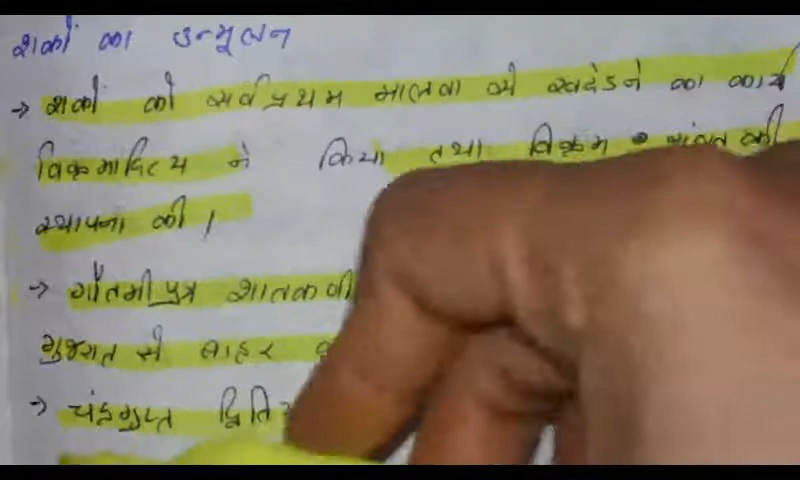 शकों का उन्मूलन
→ शकों को सर्वप्रथम मालवा से खदेडने का कार्य
विक्रमादित्य ने किया तथा विक्रम संवत की
स्थापना की ।
→ गौतमी पुत्र शातकर्णी
गुजरात से बाहर
→ चंद्रगुप्त द्वितिय